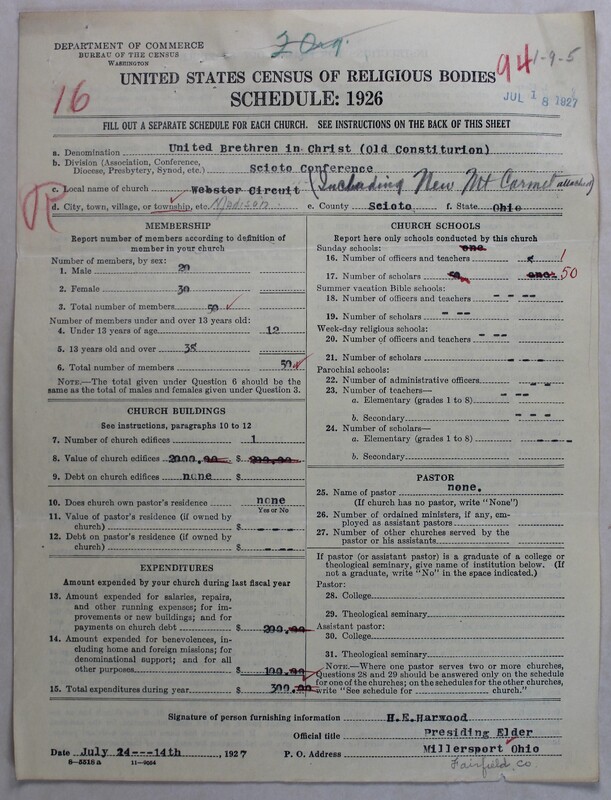 DEPARTMENT OF COMMERCE
BUREAU OF THE CENSUS
WASHINGTON
2 Org.
94 1-9-5
UNITED STATES CENSUS OF RELIGIOUS BODIES
16
SCHEDULE: 1926
JUL 18 1927
FILL OUT A SEPARATE SCHEDULE FOR EACH CHURCH. SEE INSTRUCTIONS ON THE BACK OF THIS SHEET
a. Denomination United Brethren in Christ (Old Constiturion)
b. Division (Association, Conference, Diocese, Presbytery, Synod, etc.) Scioto Conference
c. Local name of church Webster Circuit (Including New Mt Carmel attached)
R
d. City, town, village, or township, etc. Madison e. County Scioto f. State Ohio
MEMBERSHIP
Report number of members according to definition of
member in your church
Number of members, by sex:
1. Male 20
2. Female 30
3. Total number of members 50
Number of members under and over 13 years old:
4. Under 13 years of age 12
5. 13 years old and over 38
6. Total number of members 50
NOTE.—The total given under Question 6 should be
same as the total of males and females given under Question 3.
CHURCH BUILDINGS
See instructions, paragraphs 10 to 12
7. Number of church edifices 1
8. Value of church edifices 2000.00 $ 200.00
9. Debt on church edifices none $
10. Does church own pastor's residence none
Yes or No
11. Value of pastor's residence (if owned by
church) $ - - -
12. Debt on pastor's residence (if owned by
church) $ - - -
EXPENDITURES
Amount expended by your church during last fiscal year
13. Amount expended for salaries, repairs,
and other running expenses; for im-
provements or new buildings; and for
payments on church debt $ 200.00
14. Amount expended for benevolences,
including home and foreign missions; for
denominational support; and for all
other purposes $ 100.00
15. Total expenditures during year $ 300.00
CHURCH SCHOOLS
Report here only schools conducted by this church
Sunday schools: one
16. Number of officers and teachers 1
17. Number of scholars one 50
Summer vacation Bible schools:
18. Number of officers and teachers - - -
19. Number of scholars - - -
Week-day religious schools:
20. Number of officers and teachers - - -
21. Number of scholars - - -
Parochial schools:
22. Number of administrative officers - - -
23. Number of teachers—
a. Elementary (grades 1 to 8) - - -
b. Secondary - - -
24. Number of scholars—
a. Elementary (grades 1 to 8) - - - -
b. Secondary
PASTOR
25. Name of pastor none.
(If church has no pastor, write "None")
26. Number of ordained ministers, if any, em-
ployed as assistant pastors
27. Number of other churches served by the
pastor or his assistants
If pastor (or assistant pastor) is a graduate of a college or
theological seminary, give name of institution below. (If
not a graduate, write "No" in the space indicated.)
Pastor:
28. College
29. Theological seminary
Assistant pastor:
30. College
31. Theological seminary
NOTE.—Where one pastor serves two or more churches,
Questions 28 and 29 should be answered only on the schedule
for one of the churches; on the schedules for the other churches,
write "See schedule for church."
Signature of person furnishing information H.E.Harwood
Official title Presiding Elder
Date July 24---14th , 1927 P. O. Address Millersport Ohio
8—5518a 11—9084
Fairfield Co.